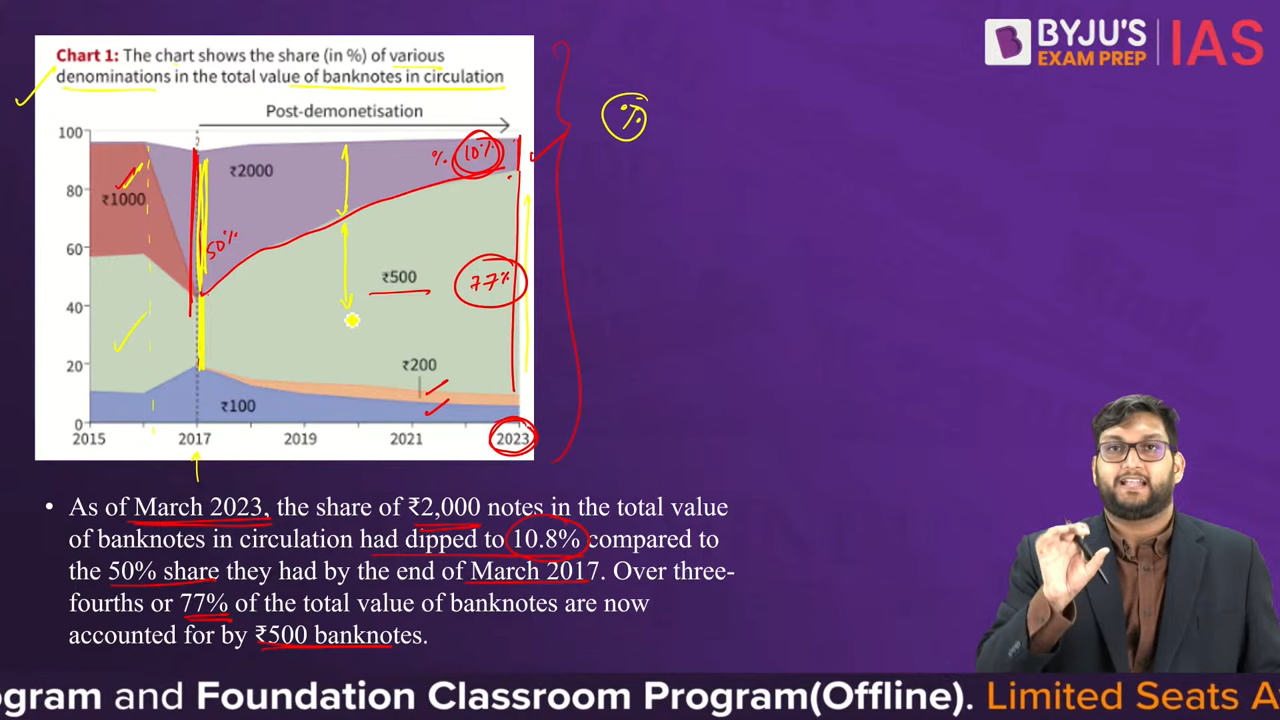 BYJU'S
EXAM PREP
IAS
Chart 1: The chart shows the share (in %) of various
denominations in the total value of banknotes in circulation
Post-demonetisation
100
80
60
40
20
0
₹2000
₹1000
₹500
₹200
₹100
% 10%
50%
77%
%
2015 2017 2019 2021 2023
• As of March 2023, the share of ₹2,000 notes in the total value
of banknotes in circulation had dipped to 10.8% compared to
the 50% share they had by the end of March 2017. Over three-
fourths or 77% of the total value of banknotes are now
accounted for by ₹500 banknotes.
ogram and Foundation Classroom Program(Offline). Limited Seats A